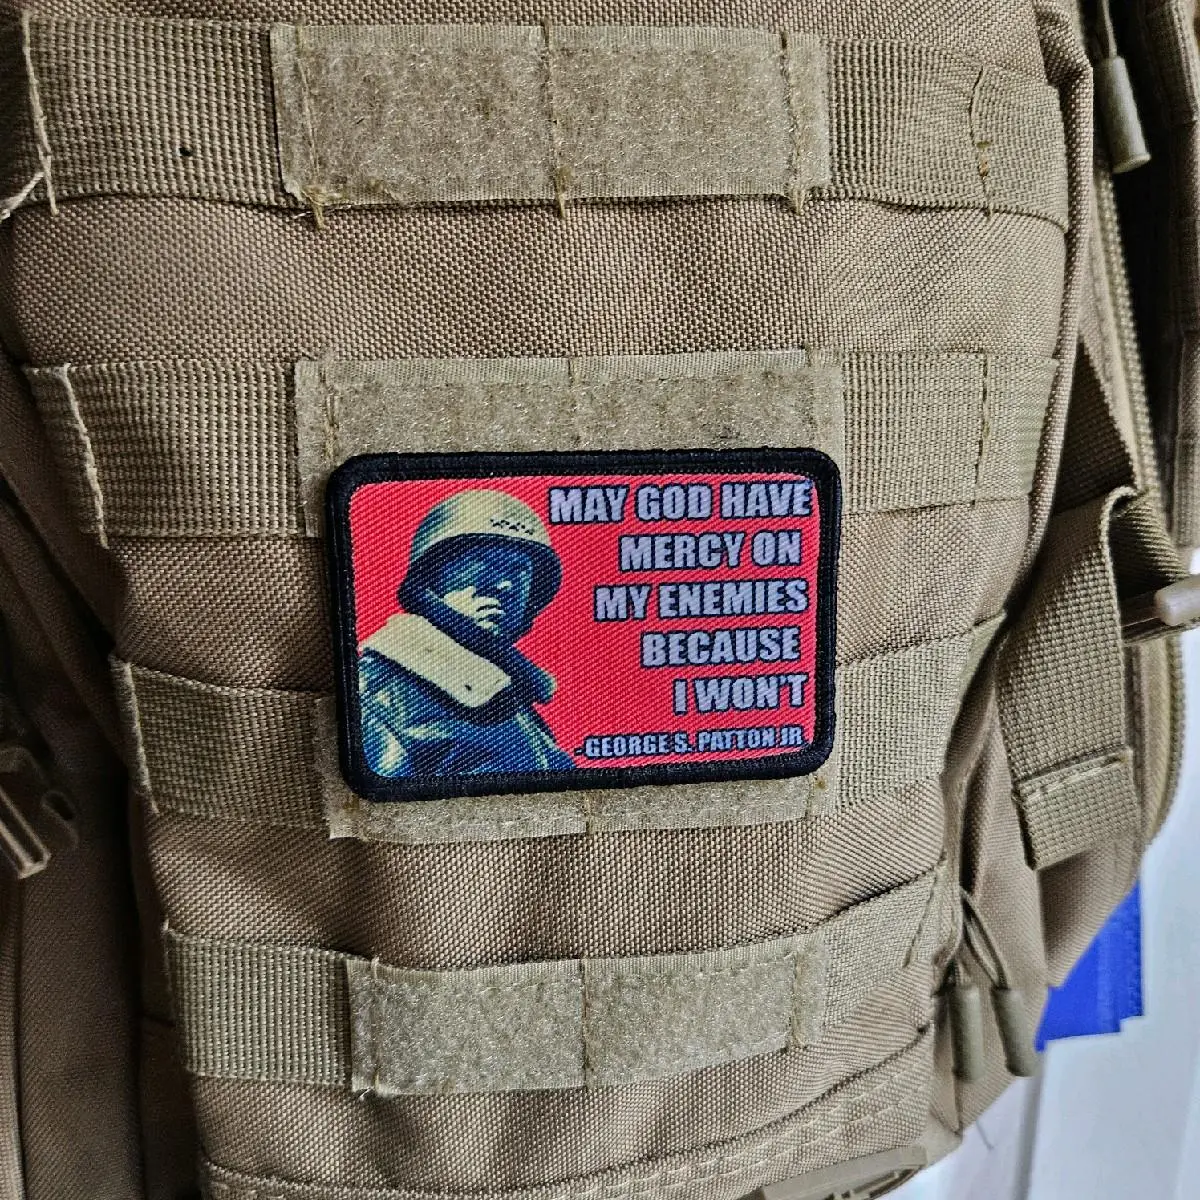 MAY GOD HAVE
MERCY ON
MY ENEMIES
BECAUSE
I WON'T
-GEORGE S. PATTON JR.